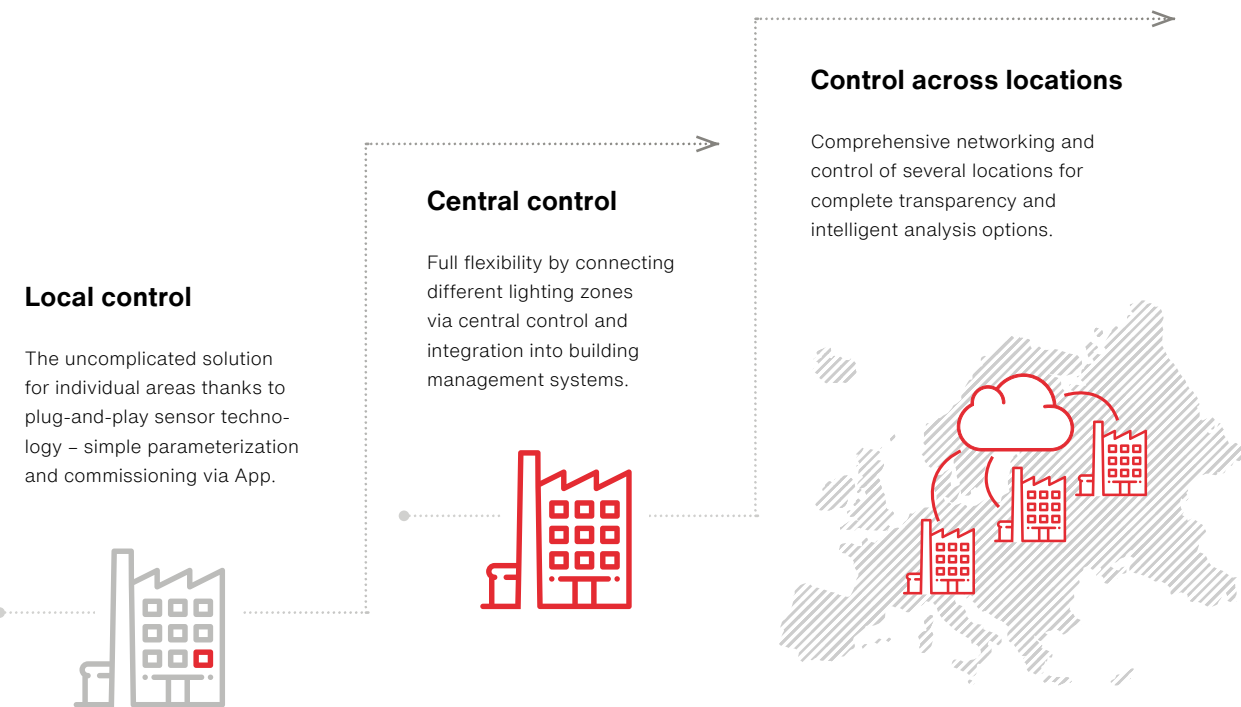 Local control
The uncomplicated solution
for individual areas thanks to
plug-and-play sensor techno-
logy – simple parameterization
and commissioning via App.
Central control
Full flexibility by connecting
different lighting zones
via central control and
integration into building
management systems.
Control across locations
Comprehensive networking and
control of several locations for
complete transparency and
intelligent analysis options.